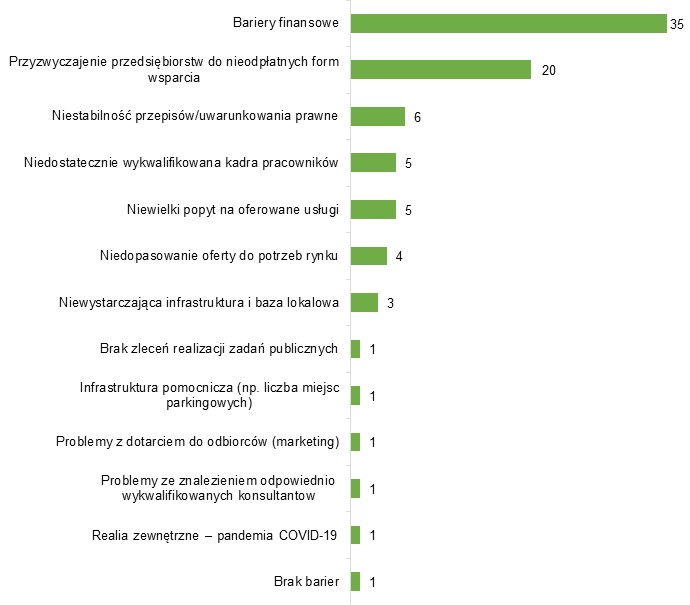 Bariery finansowe 35
Przyzwyczajenie przedsiębiorstw do nieodpłatnych form
wsparcia 20
Niestabilność przepisów/uwarunkowania prawne 6
Niedostatecznie wykwalifikowana kadra pracowników 5
Niewielki popyt na oferowane usługi 5
Niedopasowanie oferty do potrzeb rynku 4
Niewystarczająca infrastruktura i baza lokalowa 3
Brak zleceń realizacji zadań publicznych 1
Infrastruktura pomocnicza (np. liczba miejsc
parkingowych) 1
Problemy z dotarciem do odbiorców (marketing) 1
Problemy ze znalezieniem odpowiednio
wykwalifikowanych konsultantow 1
Realia zewnętrzne – pandemia COVID-19 1
Brak barier 1